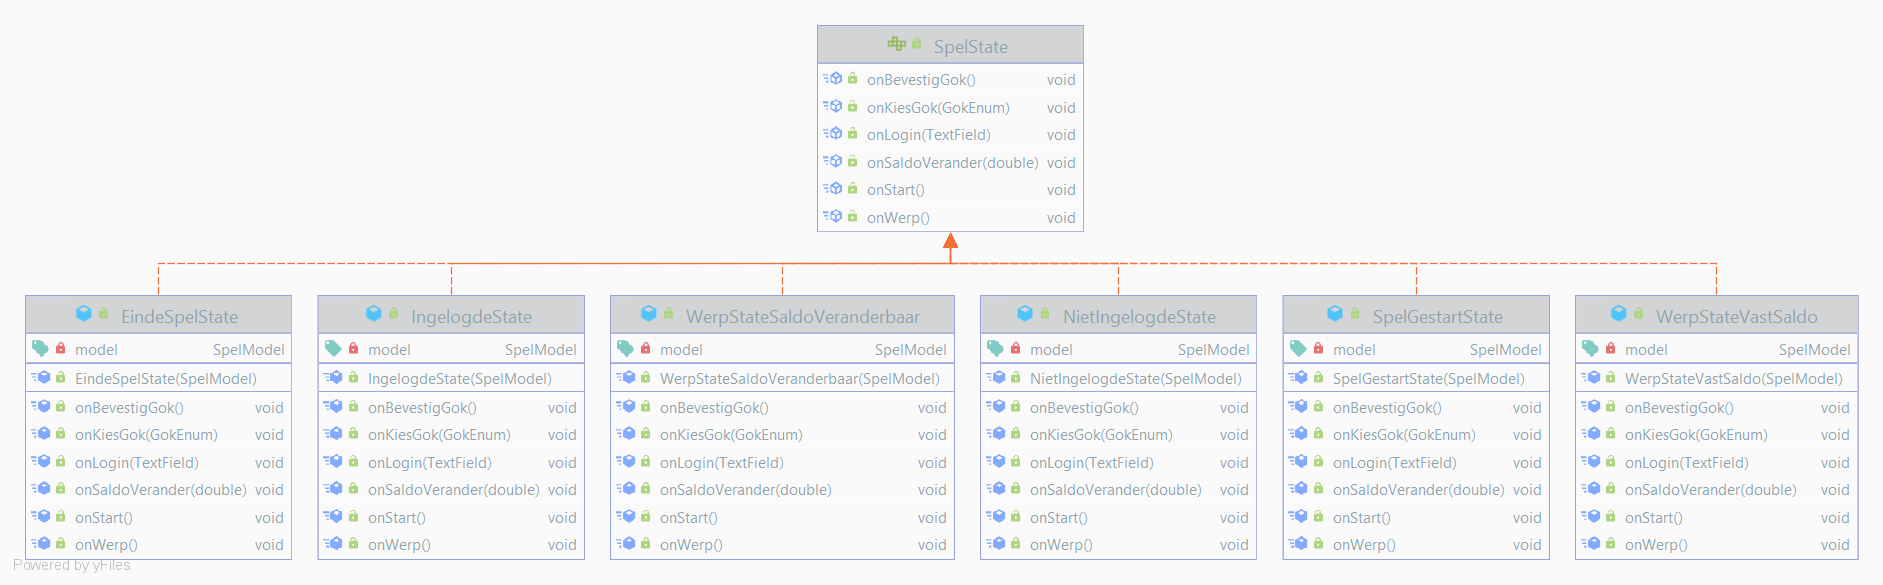 SpelState
onBevestigGok() void
onKiesGok(GokEnum) void
onLogin(TextField) void
onSaldoVerander(double) void
onStart() void
onWerp() void
EindeSpelState
model SpelModel
EindeSpelState(SpelModel)
onBevestigGok() void
onKiesGok(GokEnum) void
onLogin(TextField) void
onSaldoVerander(double) void
onStart() void
onWerp() void
IngelogdeState
model SpelModel
IngelogdeState(SpelModel)
onBevestigGok() void
onKiesGok(GokEnum) void
onLogin(TextField) void
onSaldoVerander(double) void
onStart() void
onWerp() void
WerpStateSaldoVeranderbaar
model SpelModel
WerpStateSaldoVeranderbaar(SpelModel)
onBevestigGok() void
onKiesGok(GokEnum) void
onLogin(TextField) void
onSaldoVerander(double) void
onStart() void
onWerp() void
NietIngelogdeState
model SpelModel
NietIngelogdeState(SpelModel)
onBevestigGok() void
onKiesGok(GokEnum) void
onLogin(TextField) void
onSaldoVerander(double) void
onStart() void
onWerp() void
SpelGestartState
model SpelModel
SpelGestartState(SpelModel)
onBevestigGok() void
onKiesGok(GokEnum) void
onLogin(TextField) void
onSaldoVerander(double) void
onStart() void
onWerp() void
WerpStateVastSaldo
model SpelModel
WerpStateVastSaldo(SpelModel)
onBevestigGok() void
onKiesGok(GokEnum) void
onLogin(TextField) void
onSaldoVerander(double) void
onStart() void
onWerp() void
Powered by yFiles